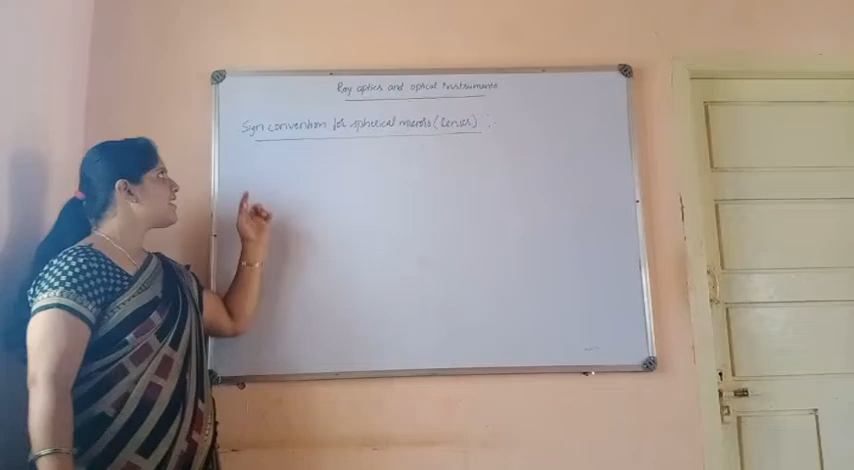 Ray optics and optical Instruments
Sign convention for spherical mirrors (lenses) :-